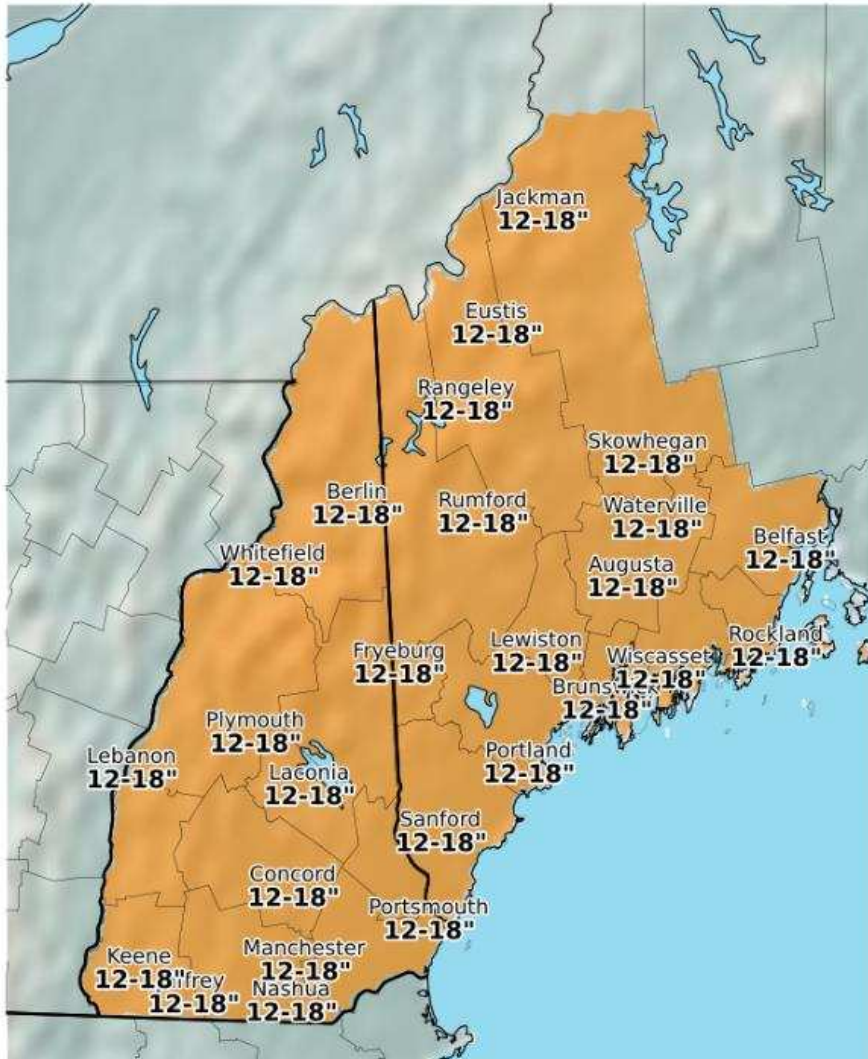 Jackman
12-18"
Eustis
12-18"
Rangeley
12-18"
Skowhegan
12-18"
Berlin
12-18"
Rumford
12-18"
Waterville
12-18"
Belfast
12-18"
Whitefield
12-18"
Augusta
12-18"
Fryeburg
12-18"
Lewiston
12-18"
Wiscasset
12-18"
Rockland
12-18"
Brunswick
12-18"
Plymouth
12-18"
Lebanon
12-18"
Laconia
12-18"
Portland
12-18"
Sanford
12-18"
Concord
12-18"
Portsmouth
12-18"
Keene
12-18"
Manchester
12-18"
12-18"
Nashua
12-18"